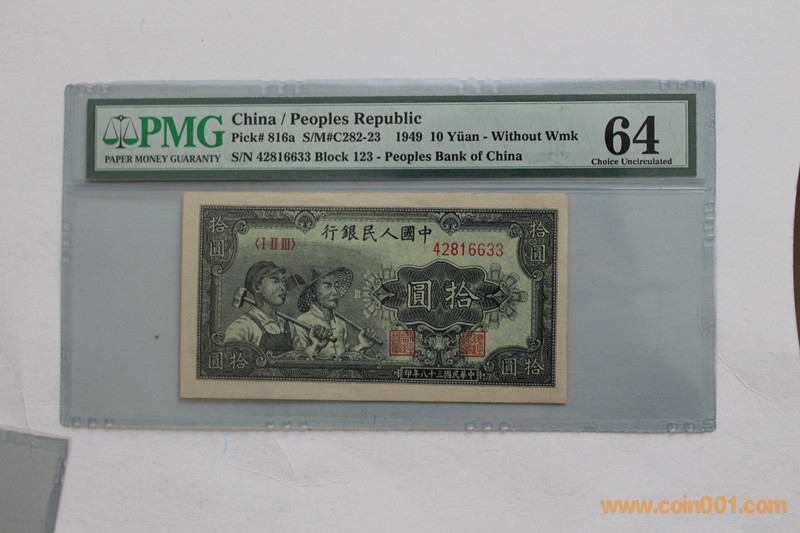 PMG
PAPER MONEY GUARANTY
China / Peoples Republic
Pick# 816a S/M#C282-23 1949 10 Yüan - Without Wmk
S/N 42816633 Block 123 - Peoples Bank of China
64
Choice Uncirculated
行銀民人國中
〈I II III〉
42816633
拾圓
拾圓
圓拾
圓拾
圓拾
印年八十三國民華中
www.coin001.com